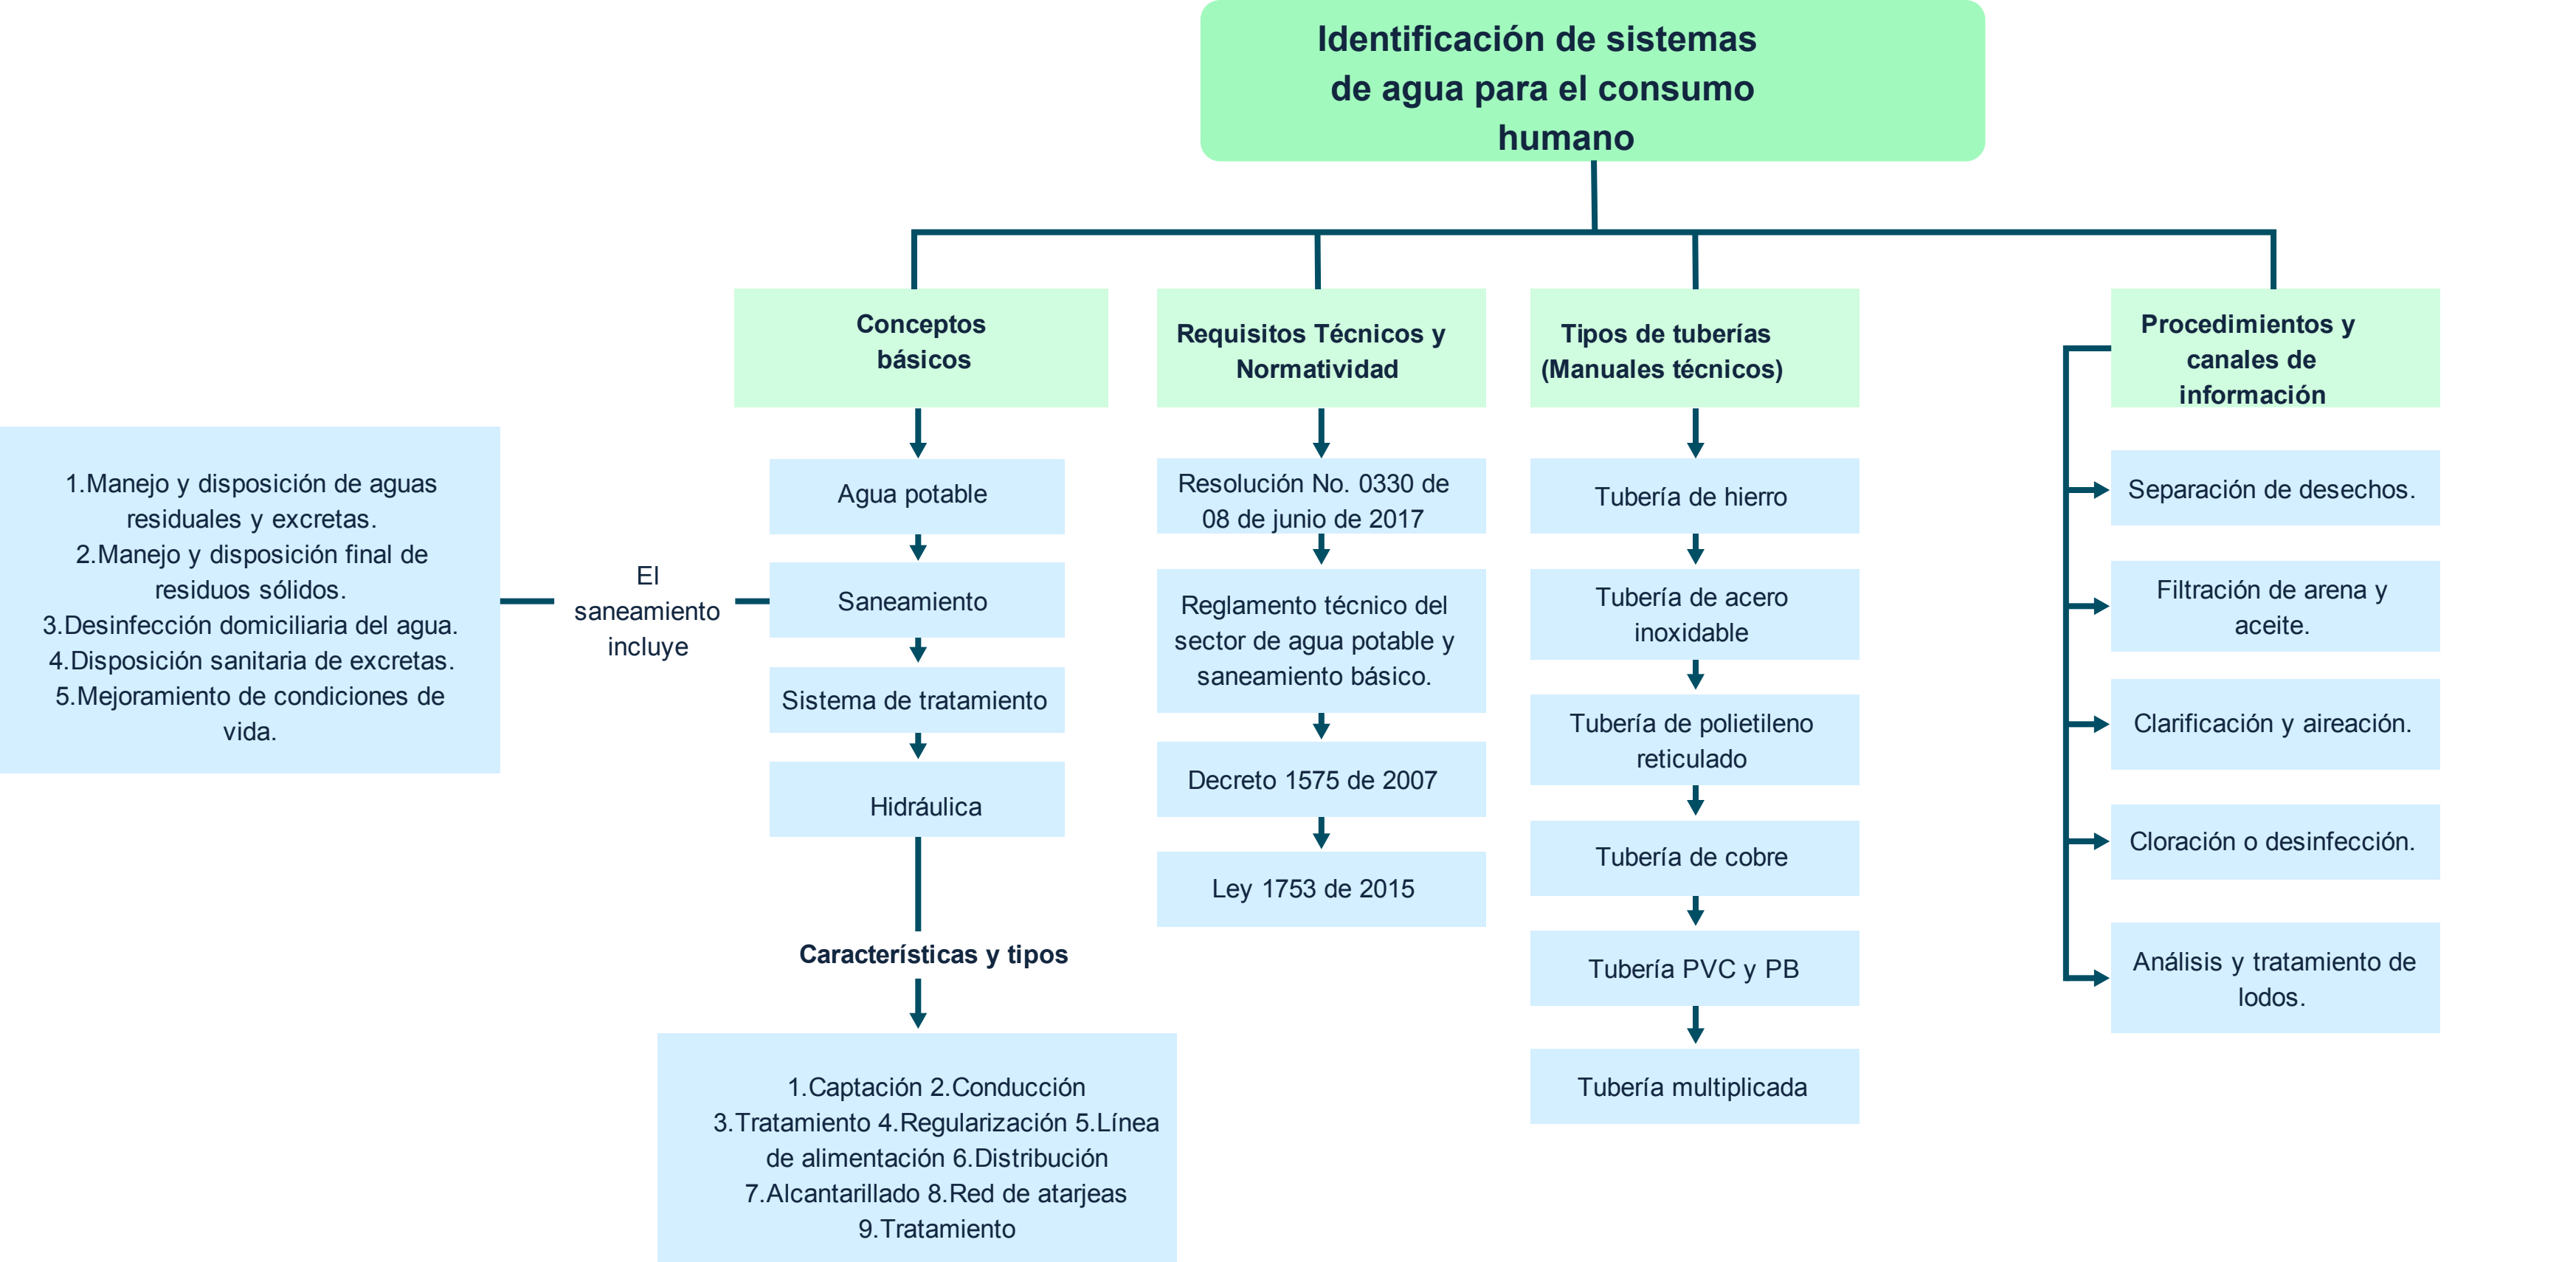 Identificación de sistemas
de agua para el consumo
humano
Conceptos
básicos
Agua potable
Saneamiento
El
saneamiento
incluye
1.Manejo y disposición de aguas
residuales y excretas.
2.Manejo y disposición final de
residuos sólidos.
3.Desinfección domiciliaria del agua.
4.Disposición sanitaria de excretas.
5.Mejoramiento de condiciones de
vida.
Sistema de tratamiento
Hidráulica
Características y tipos
1.Captación 2.Conducción
3.Tratamiento 4.Regularización 5.Línea
de alimentación 6.Distribución
7.Alcantarillado 8.Red de atarjeas
9.Tratamiento
Requisitos Técnicos y
Normatividad
Resolución No. 0330 de
08 de junio de 2017
Reglamento técnico del
sector de agua potable y
saneamiento básico.
Decreto 1575 de 2007
Ley 1753 de 2015
Tipos de tuberías
(Manuales técnicos)
Tubería de hierro
Tubería de acero
inoxidable
Tubería de polietileno
reticulado
Tubería de cobre
Tubería PVC y PB
Tubería multiplicada
Procedimientos y
canales de
información
Separación de desechos.
Filtración de arena y
aceite.
Clarificación y aireación.
Cloración o desinfección.
Análisis y tratamiento de
lodos.